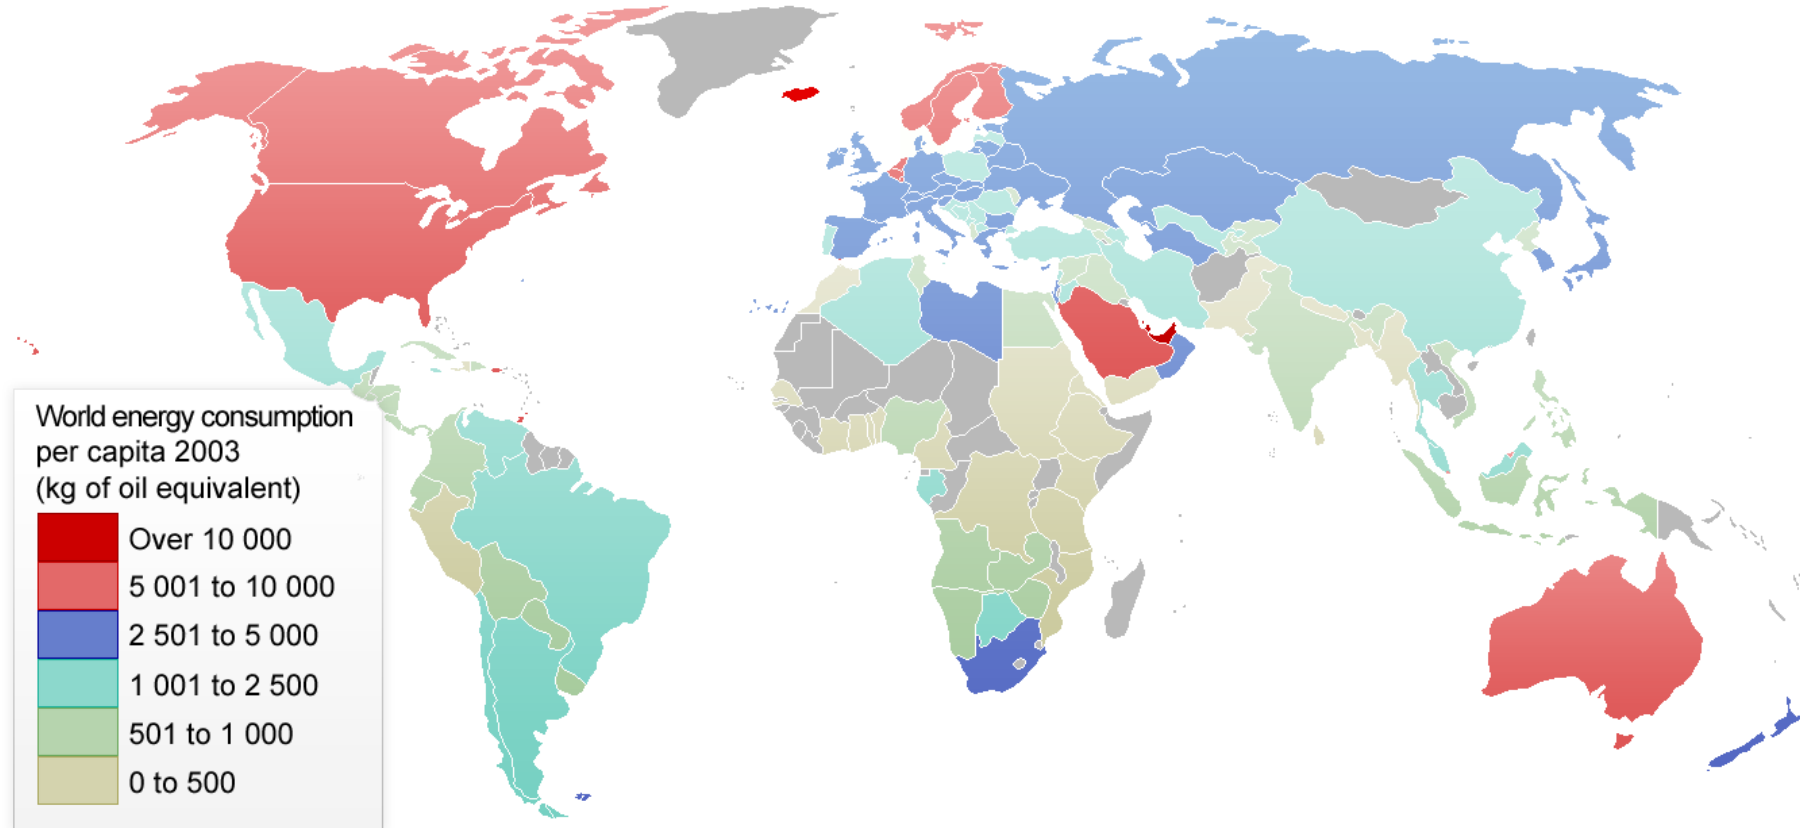 World energy consumption
per capita 2003
(kg of oil equivalent)
Over 10 000
5 001 to 10 000
2 501 to 5 000
1 001 to 2 500
501 to 1 000
0 to 500